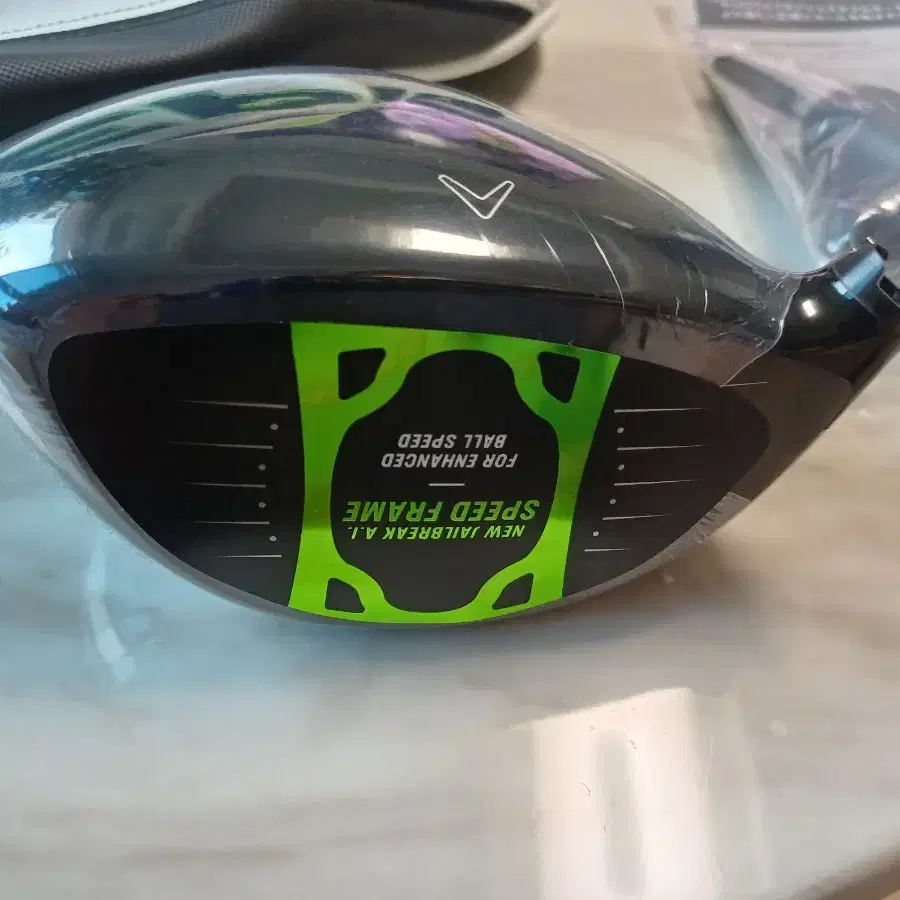 NEW JAILBREAK A.I.
SPEED FRAME
FOR ENHANCED
BALL SPEED